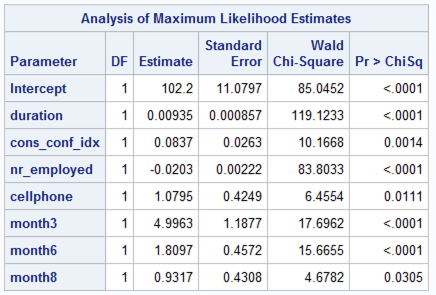 Analysis of Maximum Likelihood Estimates
Parameter DF Estimate Standard Error Wald Chi-Square Pr > ChiSq
Intercept 1 102.2 11.0797 85.0452 <.0001
duration 1 0.00935 0.000857 119.1233 <.0001
cons_conf_idx 1 0.0837 0.0263 10.1668 0.0014
nr_employed 1 -0.0203 0.00222 83.8033 <.0001
cellphone 1 1.0795 0.4249 6.4554 0.0111
month3 1 4.9963 1.1877 17.6962 <.0001
month6 1 1.8097 0.4572 15.6655 <.0001
month8 1 0.9317 0.4308 4.6782 0.0305